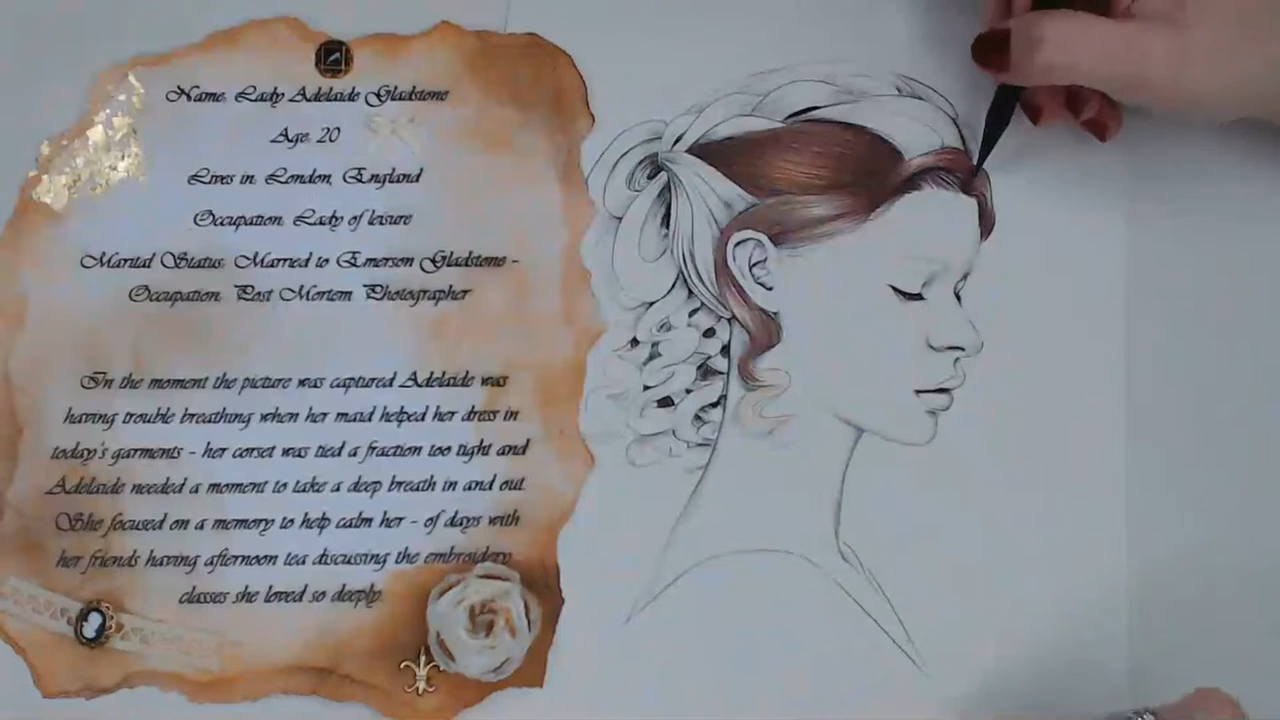 Name: Lady Adelaide Gladstone
Age: 20
Lives in: London, England
Occupation: Lady of leisure
Marital Status: Married to Emerson Gladstone -
Occupation: Post Mortem Photographer
In the moment the picture was captured Adelaide was
having trouble breathing when her maid helped her dress in
today's garments - her corset was tied a fraction too tight and
Adelaide needed a moment to take a deep breath in and out.
She focused on a memory to help calm her - of days with
her friends having afternoon tea discussing the embroidery
classes she loved so deeply.